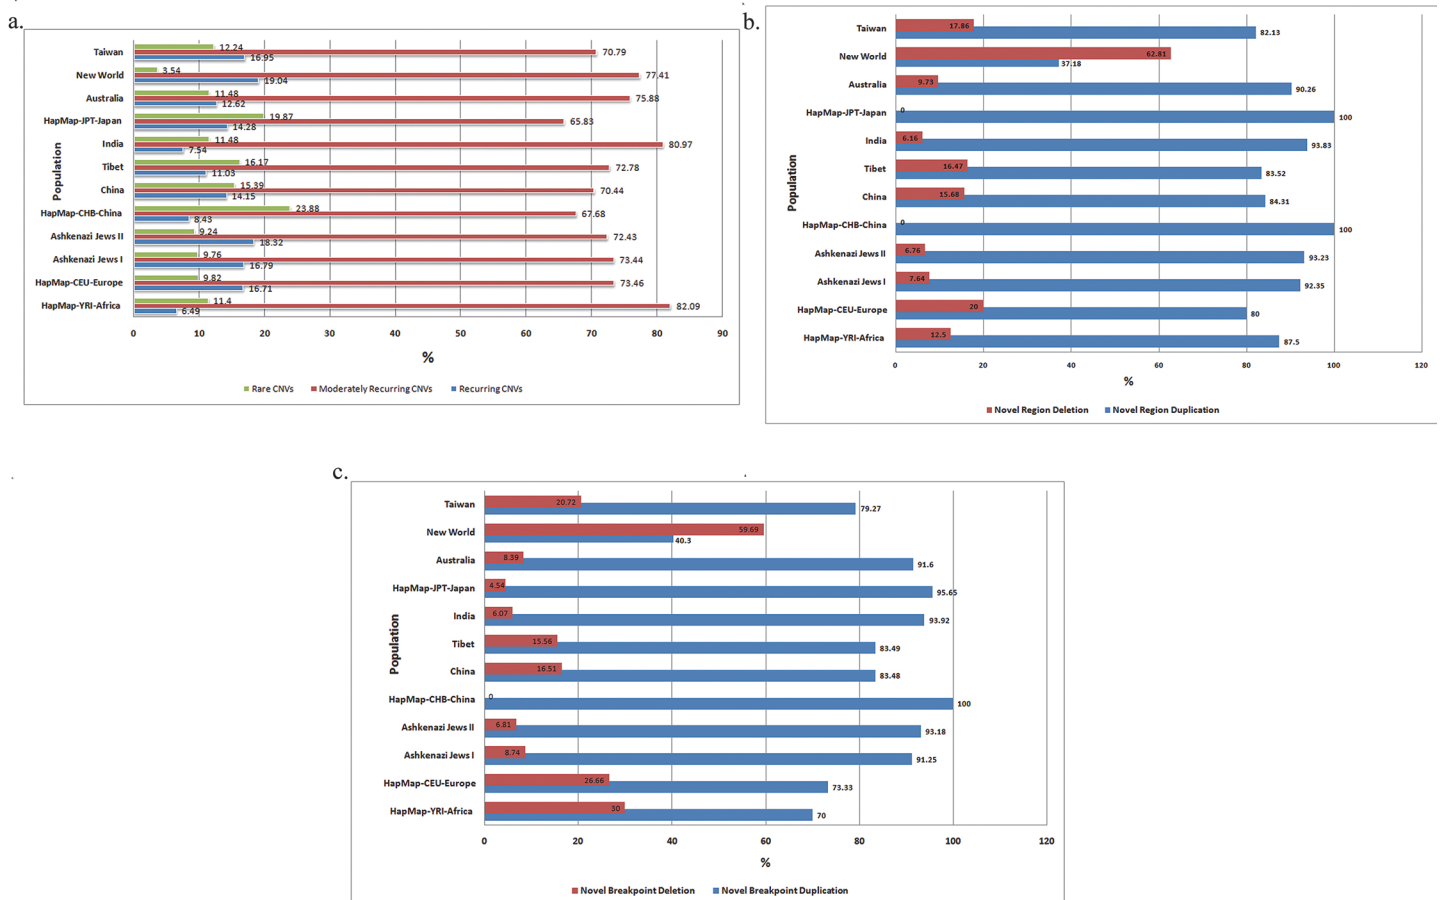 a.
Population
Taiwan 12.24 70.79 16.95
New World 3.54 77.41 19.04
Australia 11.48 75.88 12.62
HapMap-JPT-Japan 19.87 65.83 14.28
India 11.48 80.97 7.54
Tibet 16.17 72.78 11.03
China 15.39 70.44 14.15
HapMap-CHB-China 23.88 67.68 8.43
Ashkenazi Jews II 9.24 72.43 18.32
Ashkenazi Jews I 9.76 73.44 16.79
HapMap-CEU-Europe 9.82 73.46 16.71
HapMap-YRI-Africa 11.4 82.09 6.49
0 10 20 30 40 50 60 70 80 90
%
Rare CNVs Moderately Recurring CNVs Recurring CNVs
b.
Population
Taiwan 17.86 82.13
New World 62.81 37.18
Australia 9.73 90.26
HapMap-JPT-Japan 0 100
India 6.16 93.83
Tibet 16.47 83.52
China 15.68 84.31
HapMap-CHB-China 0 100
Ashkenazi Jews II 6.76 93.23
Ashkenazi Jews I 7.64 92.35
HapMap-CEU-Europe 20 80
HapMap-YRI-Africa 12.5 87.5
0 20 40 60 80 100 120
%
Novel Region Deletion Novel Region Duplication
c.
Population
Taiwan 20.72 79.27
New World 59.69 40.3
Australia 8.39 91.6
HapMap-JPT-Japan 4.54 95.65
India 6.07 93.92
Tibet 15.56 83.49
China 16.51 83.48
HapMap-CHB-China 0 100
Ashkenazi Jews II 6.81 93.18
Ashkenazi Jews I 8.74 91.25
HapMap-CEU-Europe 26.66 73.33
HapMap-YRI-Africa 30 70
0 20 40 60 80 100 120
%
Novel Breakpoint Deletion Novel Breakpoint Duplication